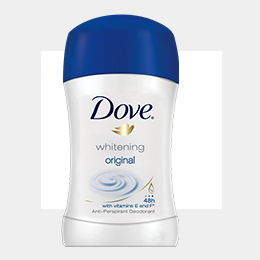 Dove
whitening
original
48h
with vitamins E and F*
Anti-Perspirant Deodorant